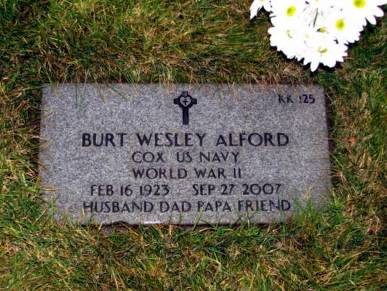 KK 125
BURT WESLEY ALFORD
COX US NAVY
WORLD WAR II
FEB 16 1923 SEP 27 2007
HUSBAND DAD PAPA FRIEND